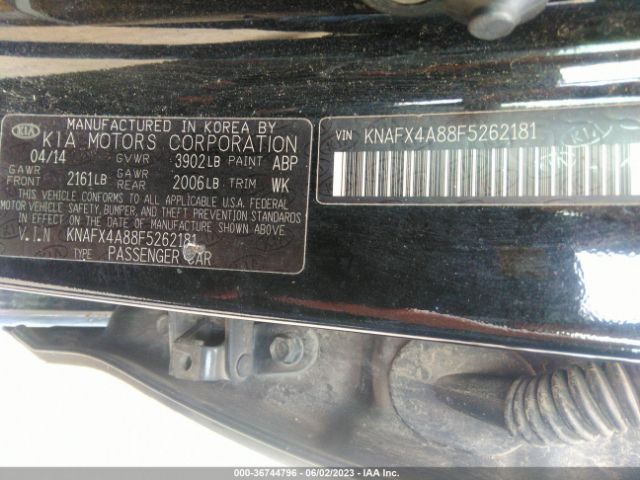 MANUFACTURED IN KOREA BY
KIA KIA MOTORS CORPORATION
04/14 GVWR 3902LB PAINT ABP
GAWR FRONT 2161LB GAWR REAR 2006LB TRIM WK
THIS VEHICLE CONFORMS TO ALL APPLICABLE U.S.A FEDERAL
MOTOR VEHICLE SAFETY, BUMPER, AND THEFT PREVENTION STANDARDS
IN EFFECT ON THE DATE OF MANUFACTURE SHOWN ABOVE.
V.I.N KNAFX4A88F5262181
TYPE PASSENGER CAR
VIN KNAFX4A88F5262181
000-36744796 - 06/02/2023 - IAA Inc.